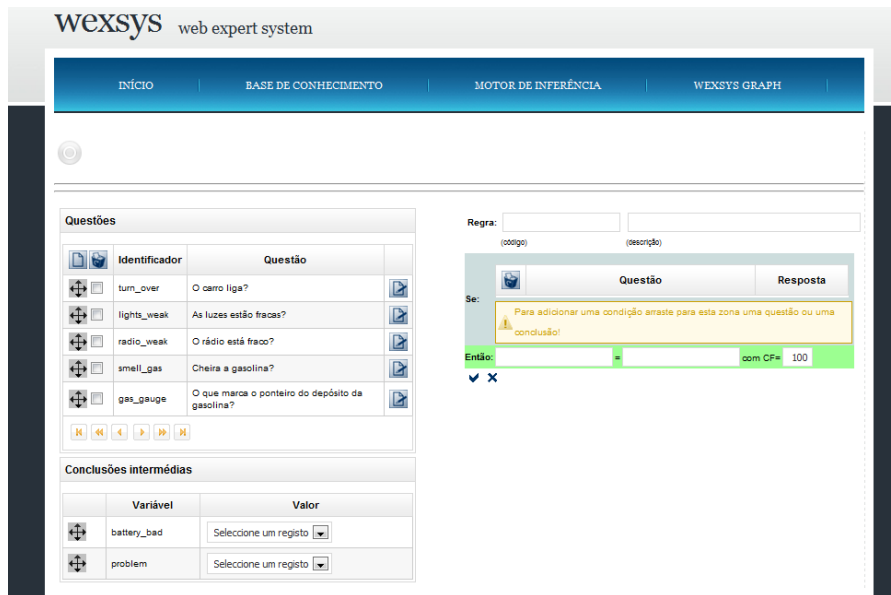 wexsys web expert system
INÍCIO BASE DE CONHECIMENTO MOTOR DE INFERÊNCIA WEXSYS GRAPH
Questões
Identificador Questão
turn_over O carro liga?
lights_weak As luzes estão fracas?
radio_weak O rádio está fraco?
smell_gas Cheira a gasolina?
gas_gauge O que marca o ponteiro do depósito da
gasolina?
Conclusões intermédias
Variável Valor
battery_bad Seleccione um registo
problem Seleccione um registo
Regra:
(código) (descrição)
Questão Resposta
Se:
Para adicionar uma condição arraste para esta zona uma questão ou uma
conclusão!
Então: = com CF= 100